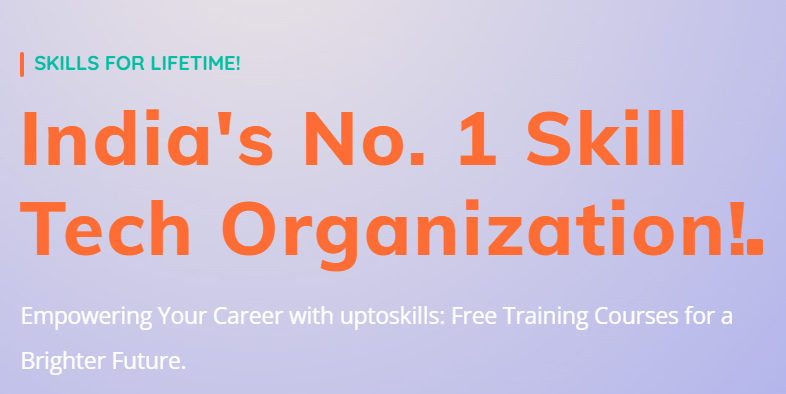 SKILLS FOR LIFETIME!
India's No. 1 Skill
Tech Organization!.
Empowering Your Career with uptoskills: Free Training Courses for a
Brighter Future.